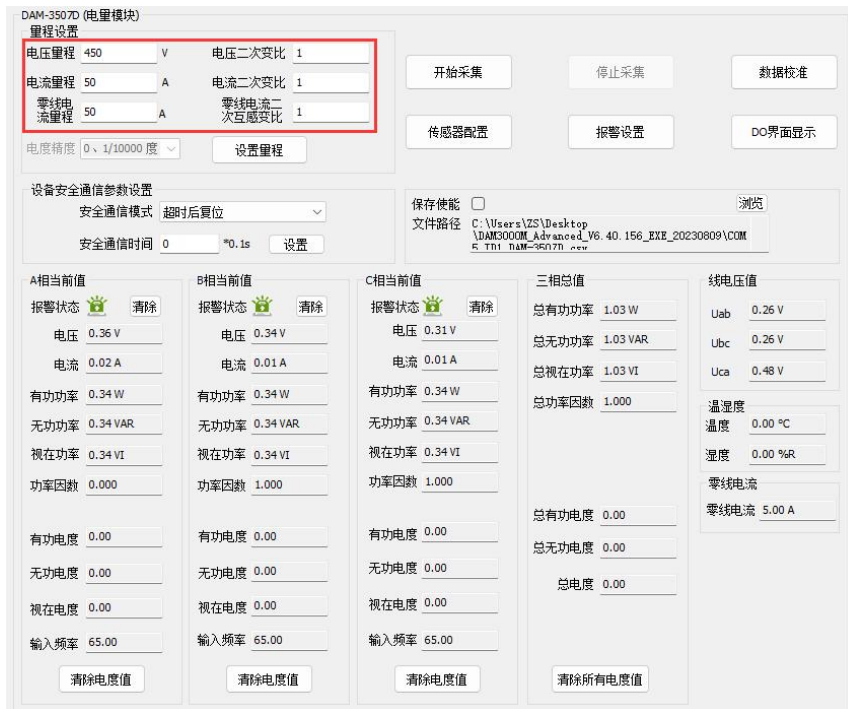 DAM-3507D (电量模块)
量程设置
电压量程 450 V 电压二次变比 1
电流量程 50 A 电流二次变比 1
零线电流量程 50 A 零线电流二次互感变比 1
电度精度 0、1/10000 度 设置量程
开始采集 停止采集 数据校准
传感器配置 报警设置 DO界面显示
设备安全通信参数设置
安全通信模式 超时后复位
安全通信时间 0 *0.1s 设置
保存使能 浏览
文件路径 C:\Users\ZS\Desktop
\DAM3000M_Advanced_V6.40.156_EXE_20230809\COM
5_ID1_DAM-3507D.csv
A相当前值
报警状态 清除
电压 0.36 V
电流 0.02 A
有功功率 0.34 W
无功功率 0.34 VAR
视在功率 0.34 VI
功率因数 0.000
有功电度 0.00
无功电度 0.00
视在电度 0.00
输入频率 65.00
清除电度值
B相当前值
报警状态 清除
电压 0.34 V
电流 0.01 A
有功功率 0.34 W
无功功率 0.34 VAR
视在功率 0.34 VI
功率因数 1.000
有功电度 0.00
无功电度 0.00
视在电度 0.00
输入频率 65.00
清除电度值
C相当前值
报警状态 清除
电压 0.31 V
电流 0.01 A
有功功率 0.34 W
无功功率 0.34 VAR
视在功率 0.34 VI
功率因数 1.000
有功电度 0.00
无功电度 0.00
视在电度 0.00
输入频率 65.00
清除电度值
三相总值
总有功功率 1.03 W
总无功功率 1.03 VAR
总视在功率 1.03 VI
总功率因数 1.000
总有功电度 0.00
总无功电度 0.00
总电度 0.00
清除所有电度值
线电压值
Uab 0.26 V
Ubc 0.26 V
Uca 0.48 V
温湿度
温度 0.00 ℃
湿度 0.00 %R
零线电流
零线电流 5.00 A